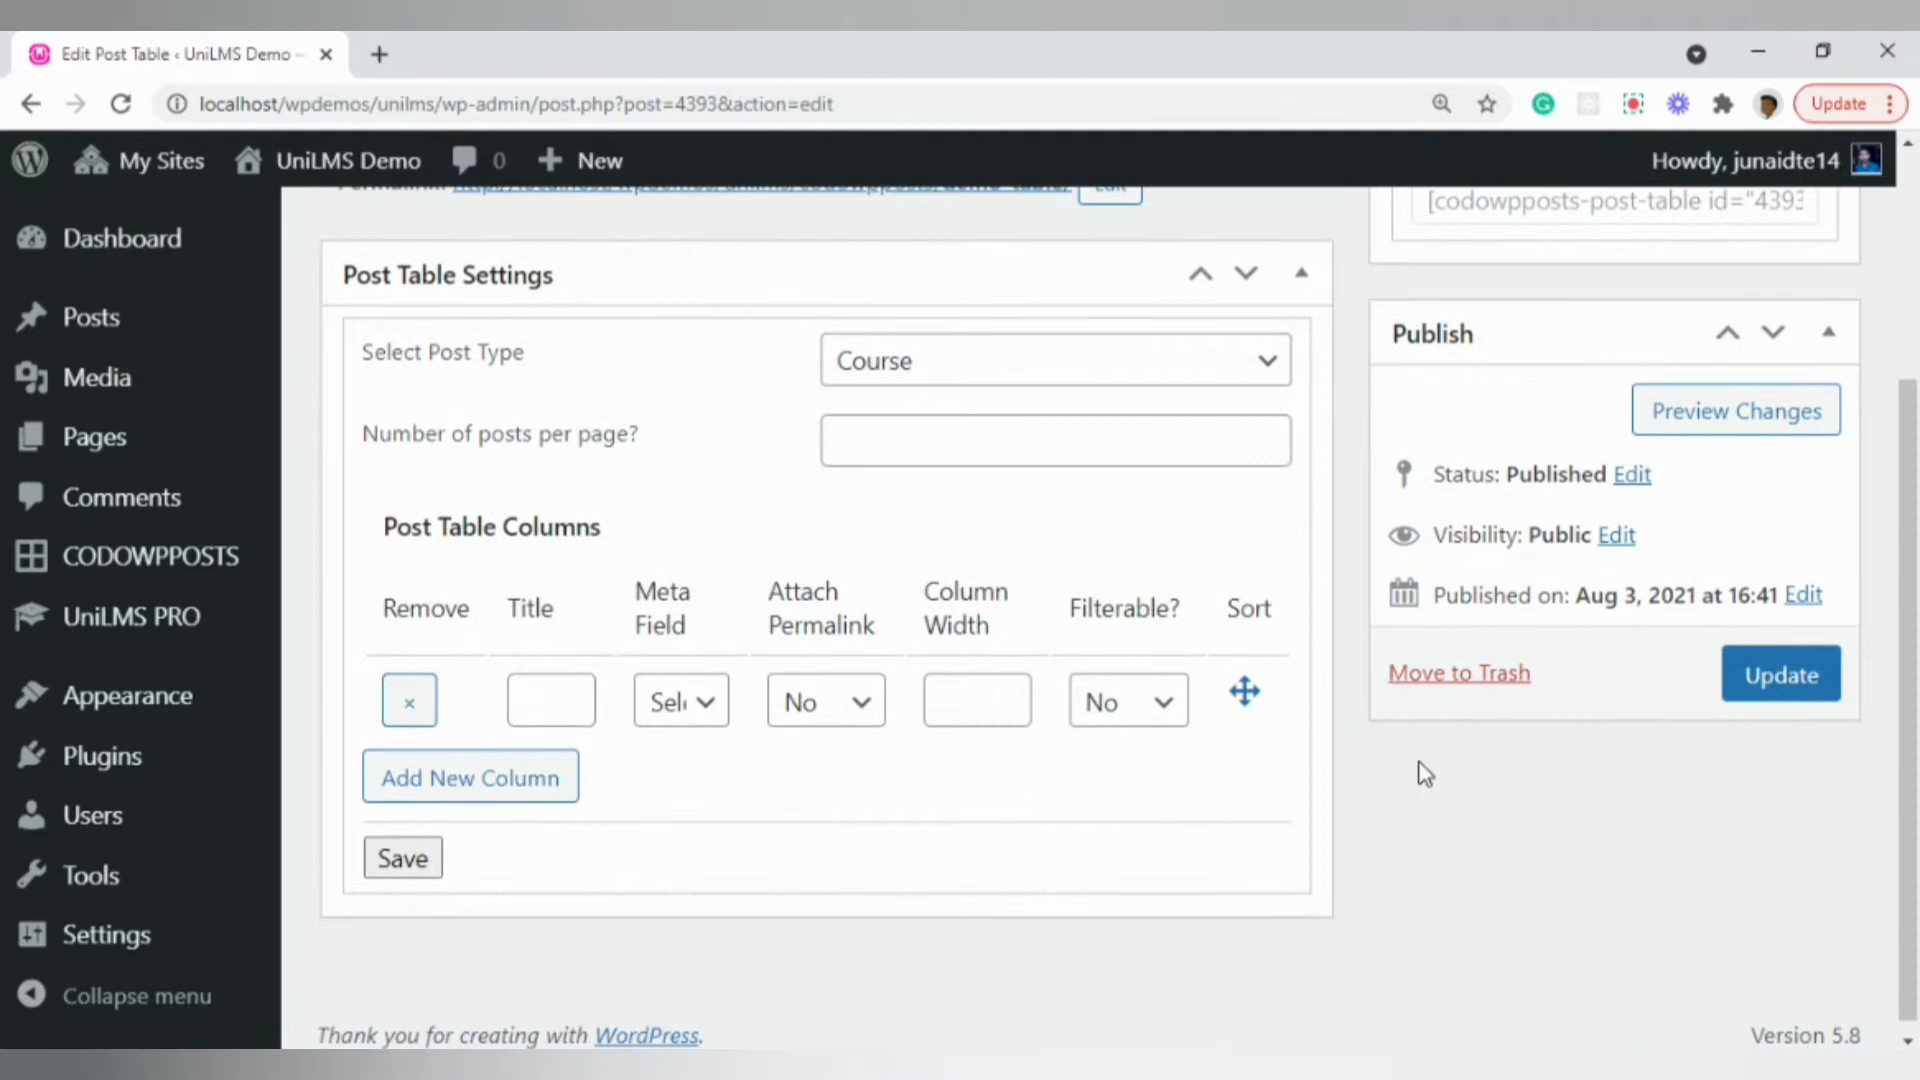 Edit Post Table ‹ UniLMS Demo —
localhost/wpdemos/unilms/wp-admin/post.php?post=4393&action=edit
Update
My Sites
UniLMS Demo
0
New
Howdy, junaidte14
Dashboard
Posts
Media
Pages
Comments
CODOWPPOSTS
UniLMS PRO
Appearance
Plugins
Users
Tools
Settings
Collapse menu
Post Table Settings
Select Post Type
Course
Number of posts per page?
Post Table Columns
Remove
Title
Meta
Field
Attach
Permalink
Column
Width
Filterable?
Sort
×
Sel
No
No
Add New Column
Save
[codowpposts-post-table id="4393
Publish
Preview Changes
Status: Published Edit
Visibility: Public Edit
Published on: Aug 3, 2021 at 16:41 Edit
Move to Trash
Update
Thank you for creating with WordPress.
Version 5.8